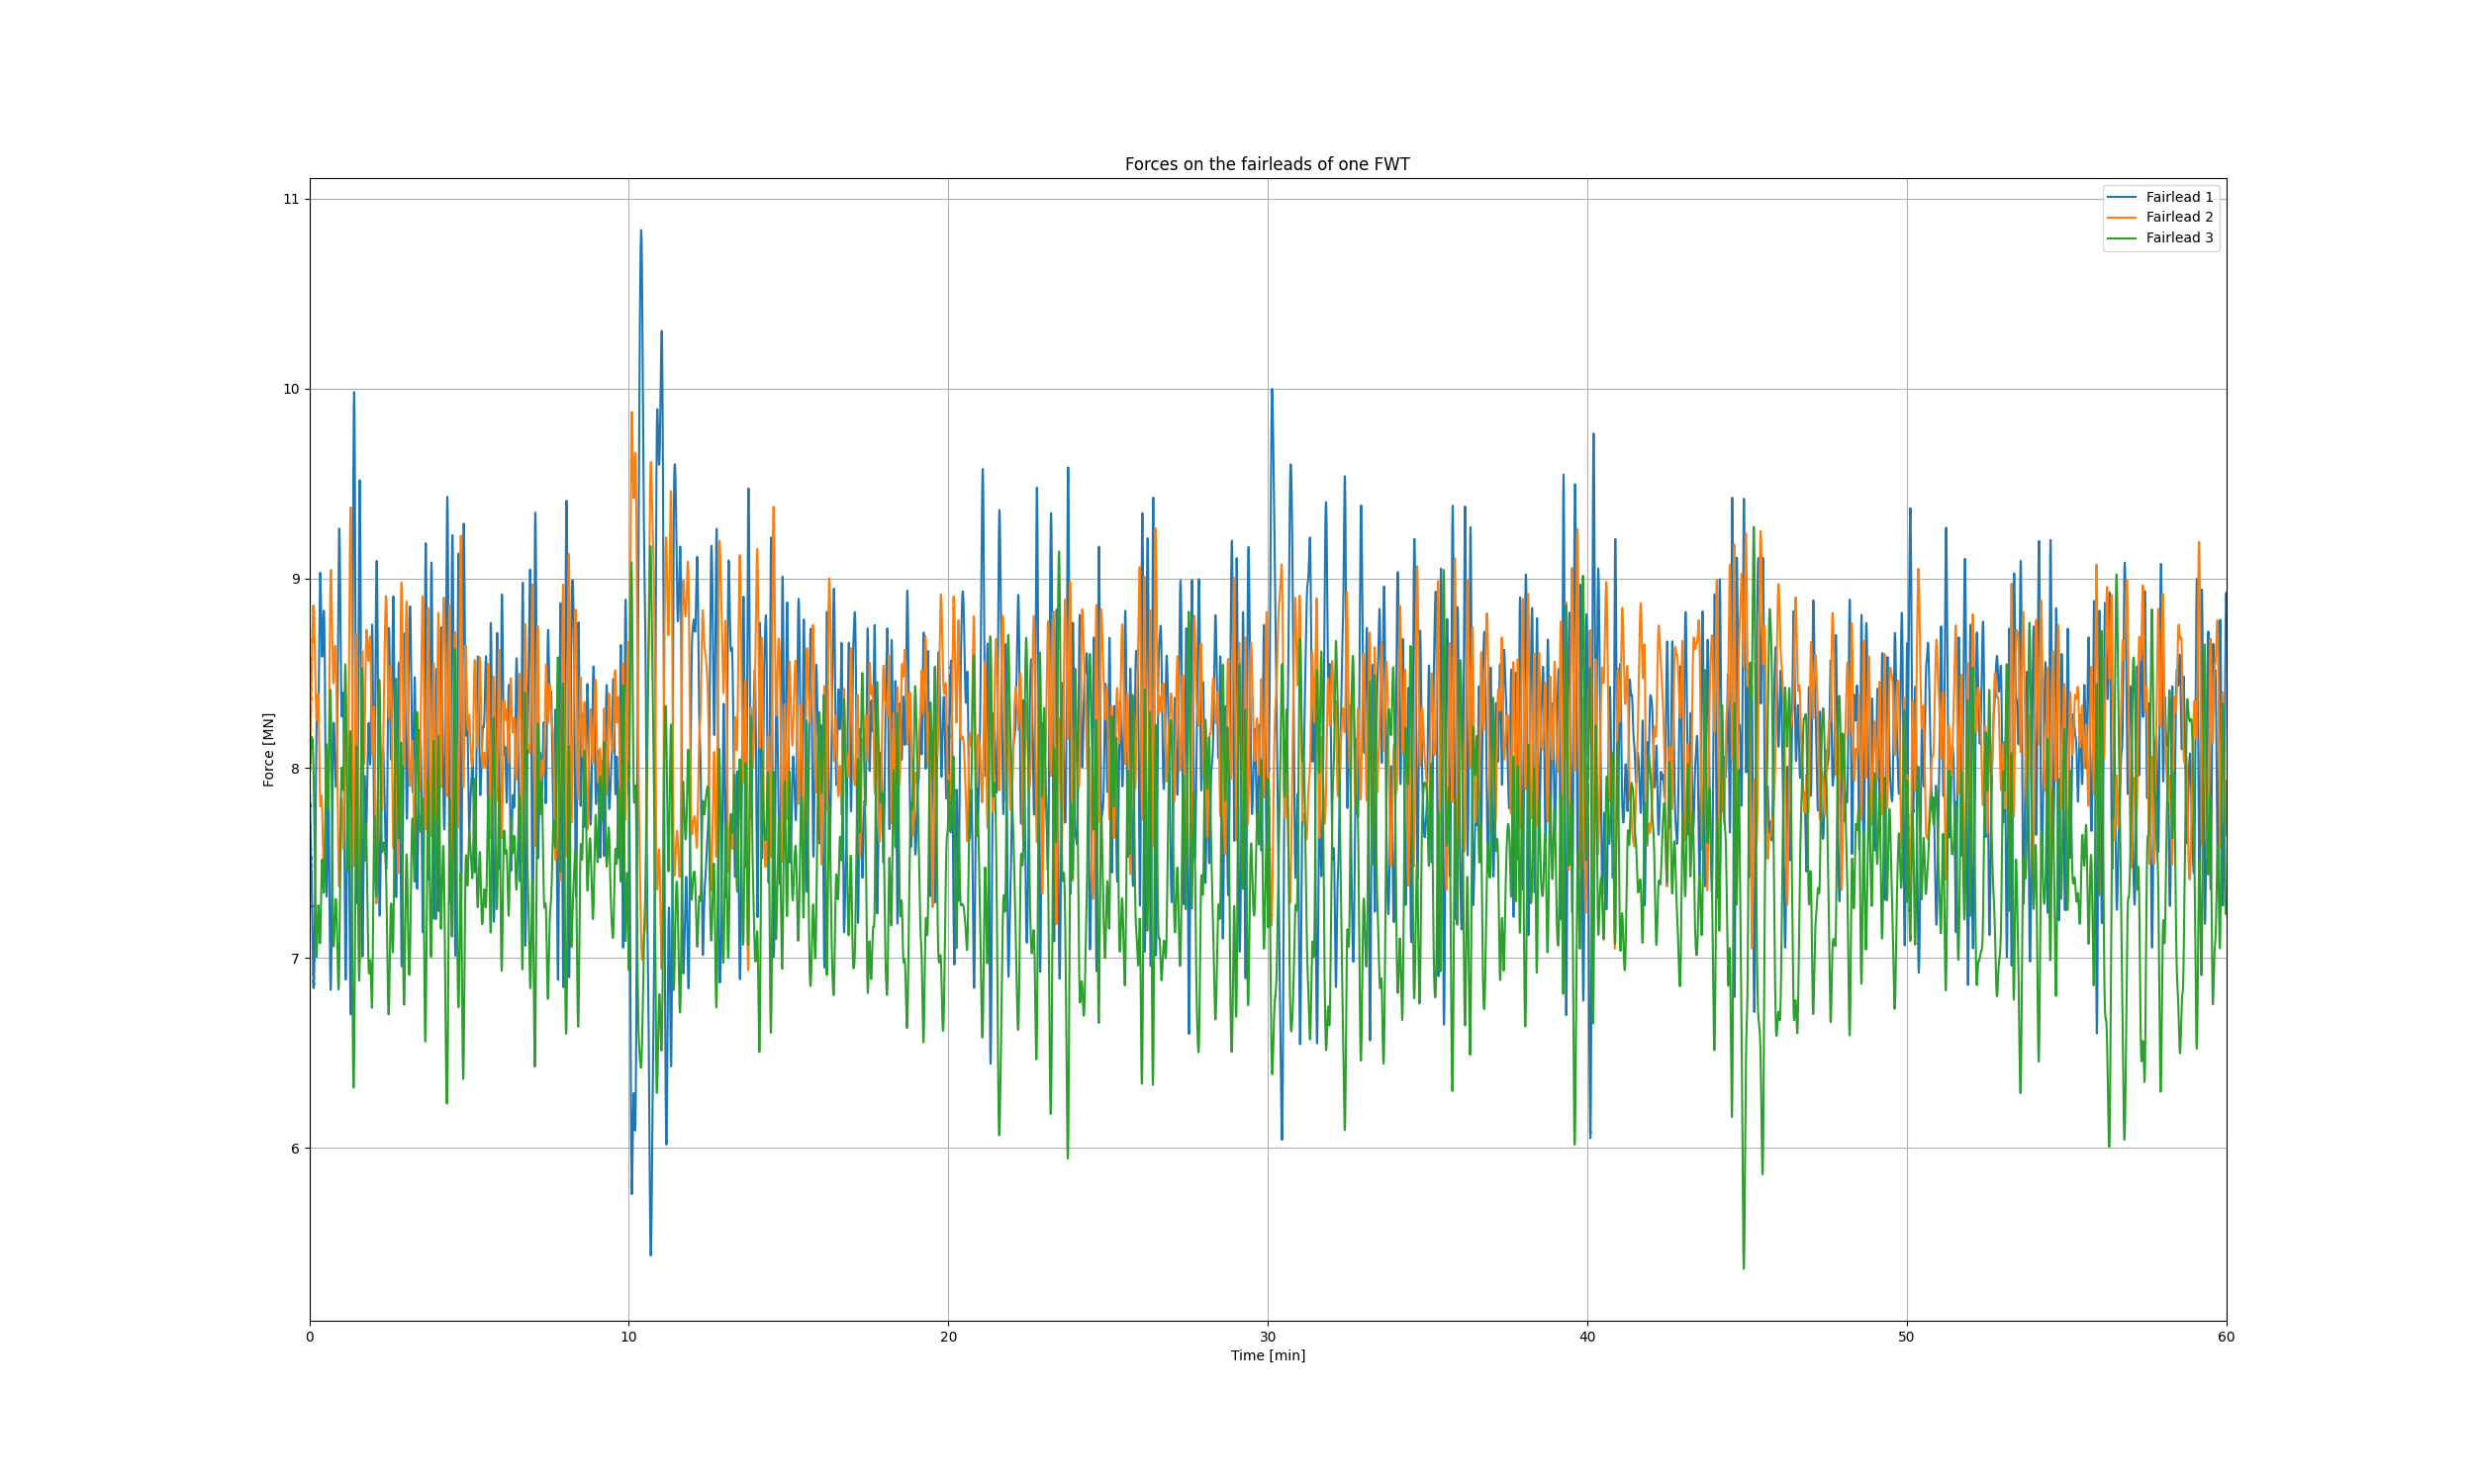 Forces on the fairleads of one FWT
Fairlead 1
Fairlead 2
Fairlead 3
Force [MN]
11
10
9
8
7
6
0 10 20 30 40 50 60
Time [min]